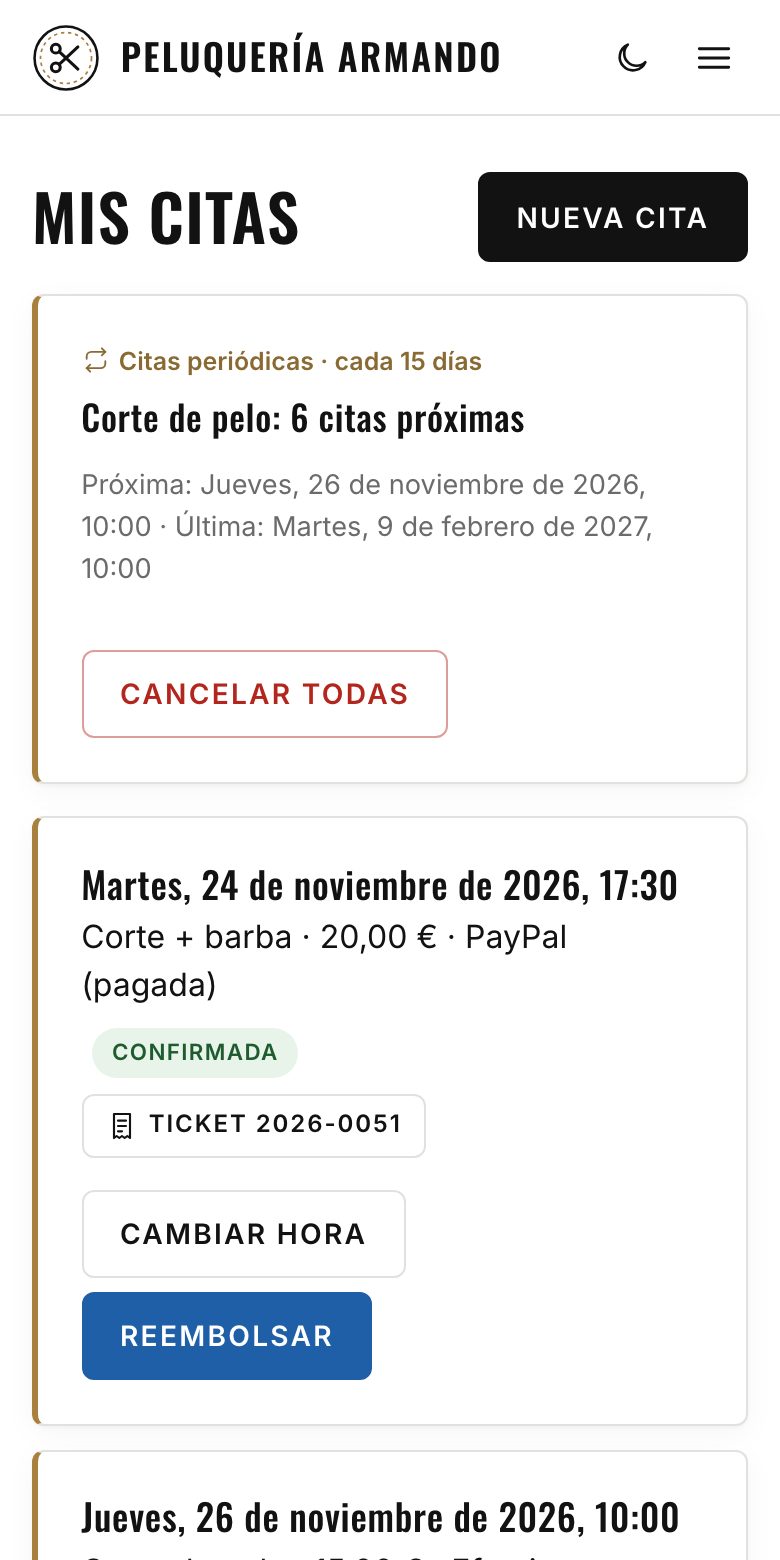 PELUQUERÍA ARMANDO
MIS CITAS
NUEVA CITA
Citas periódicas · cada 15 días
Corte de pelo: 6 citas próximas
Próxima: Jueves, 26 de noviembre de 2026,
10:00 · Última: Martes, 9 de febrero de 2027,
10:00
CANCELAR TODAS
Martes, 24 de noviembre de 2026, 17:30
Corte + barba · 20,00 € · PayPal
(pagada)
CONFIRMADA
TICKET 2026-0051
CAMBIAR HORA
REEMBOLSAR
Jueves, 26 de noviembre de 2026, 10:00